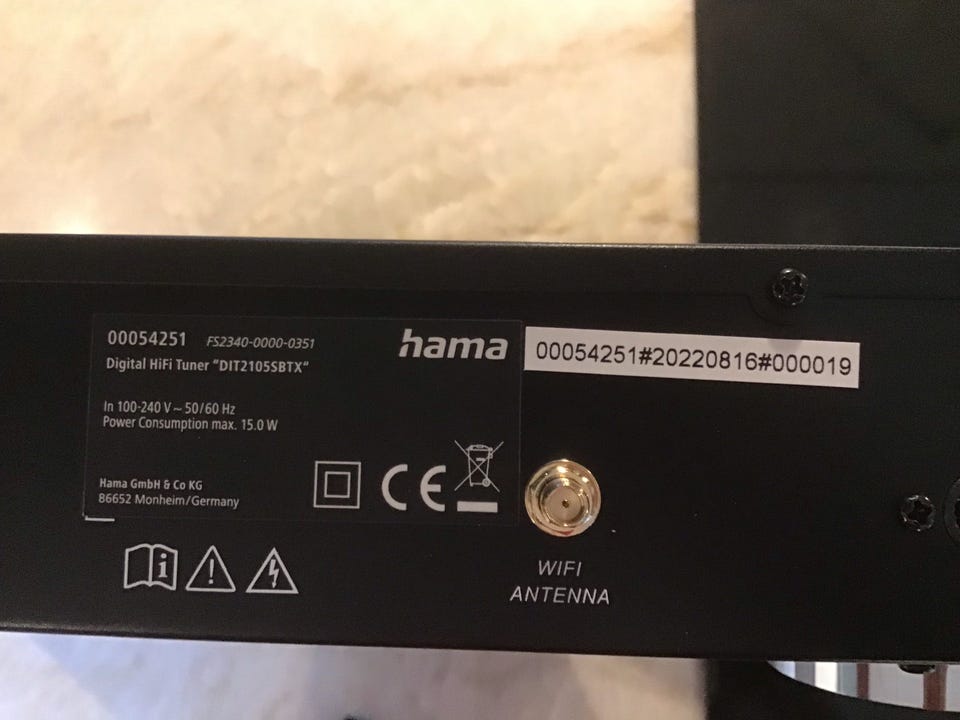 00054251 FS2340-0000-0351
hama
Digital HiFi Tuner "DIT2105SBTX"
In 100-240 V ~ 50/60 Hz
Power Consumption max. 15.0 W
Hama GmbH & Co KG
86652 Monheim/Germany
CE
00054251#20220816#000019
WIFI
ANTENNA